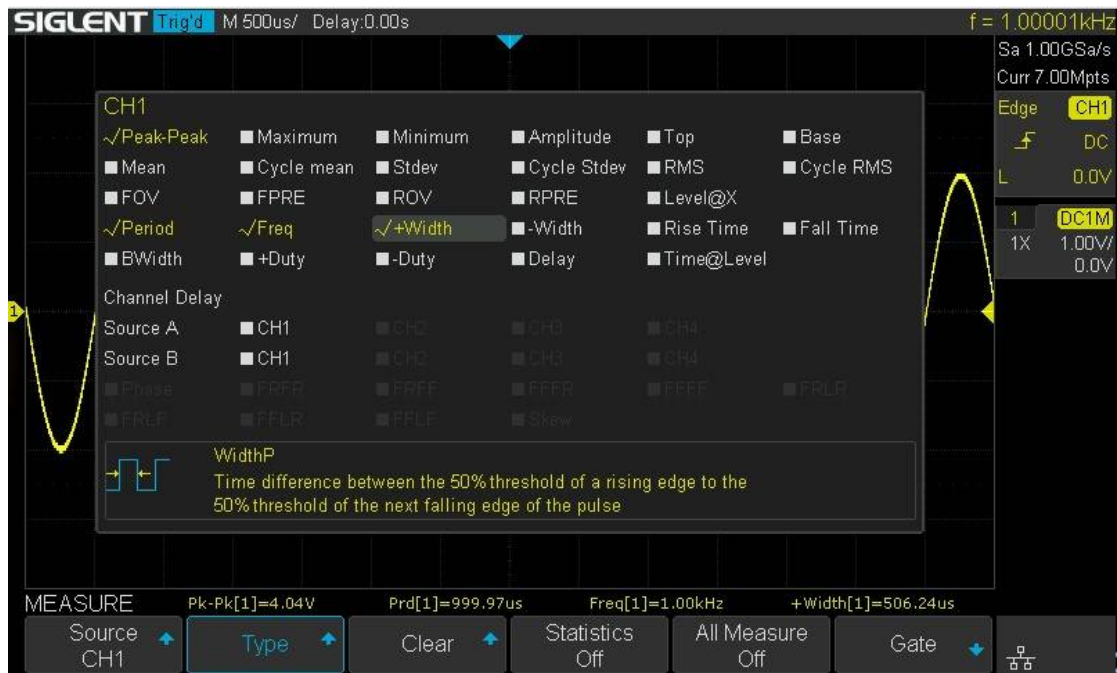 SIGLENT Trig'd M 500us/ Delay:0.00s f = 1.00001kHz
Sa 1.00GSa/s
Curr 7.00Mpts
CH1
Edge CH1
√Peak-Peak ■Maximum ■Minimum ■Amplitude ■Top ■Base
DC
■Mean ■Cycle mean ■Stdev ■Cycle Stdev ■RMS ■Cycle RMS
L 0.0V
■FOV ■FPRE ■ROV ■RPRE ■Level@X
√Period √Freq √+Width ■-Width ■Rise Time ■Fall Time
1 DC1M
1X 1.00V/
0.0V
■BWidth ■+Duty ■-Duty ■Delay ■Time@Level
Channel Delay
1
Source A ■CH1 ■CH2 ■CH3 ■CH4
Source B ■CH1 ■CH2 ■CH3 ■CH4
■Phase ■FRFR ■FRFF ■FFFR ■FFFF ■FRLR
■FRLF ■FFLR ■FFLF ■Skew
WidthP
Time difference between the 50% threshold of a rising edge to the
50% threshold of the next falling edge of the pulse
MEASURE Pk-Pk[1]=4.04V Prd[1]=999.97us Freq[1]=1.00kHz +Width[1]=506.24us
Source
CH1
Type
Clear
Statistics
Off
All Measure
Off
Gate